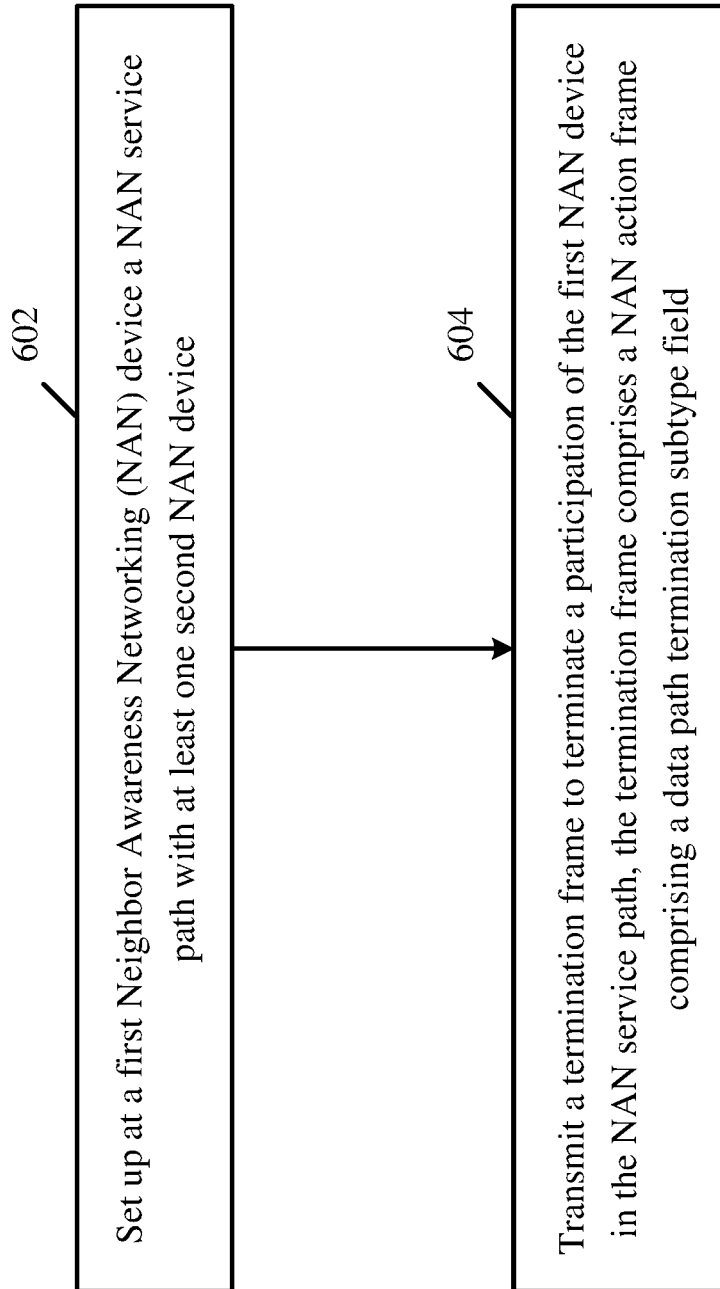 602
Set up at a first Neighbor Awareness Networking (NAN) device a NAN service
path with at least one second NAN device
604
Transmit a termination frame to terminate a participation of the first NAN device
in the NAN service path, the termination frame comprises a NAN action frame
comprising a data path termination subtype field